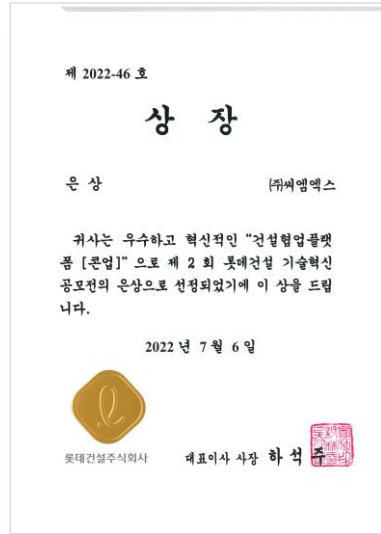 제 2022-46 호
상 장
은 상 ㈜씨엠엑스
귀사는 우수하고 혁신적인 “건설협업플랫
폼 [콘업]” 으로 제 2 회 롯데건설 기술혁신
공모전의 은상으로 선정되었기에 이 상을 드립
니다.
2022 년 7 월 6 일
롯데건설주식회사
대표이사 사장 하 석 주